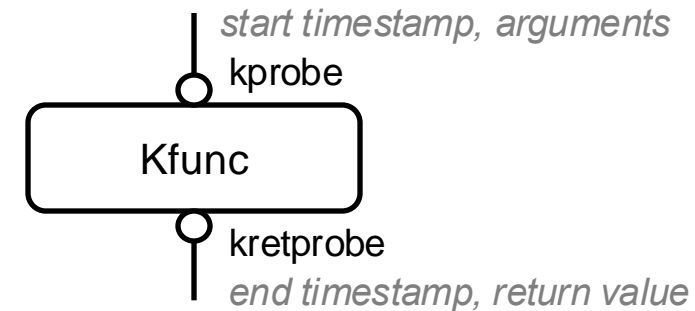 start timestamp, arguments
kprobe
Kfunc
kretprobe
end timestamp, return value